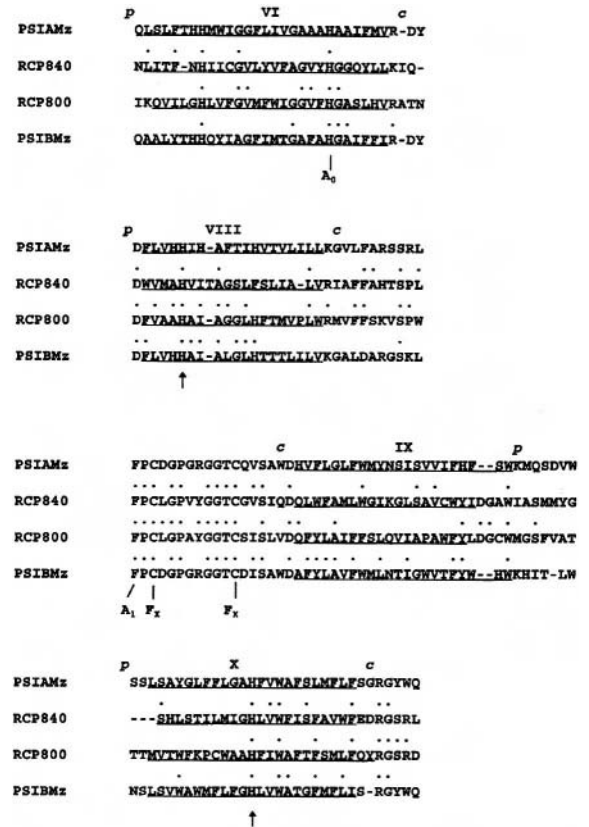 p VI c
PSIAMz QLSLFTHHMWIGGFLIVGAAAHAAIFMVR-DY
. . . .
RCP840 NLITF-NHIICGVLYVFAGVYHGGQYLLKIQ-
. .. .. .
RCP800 IKQVILGHLVFGVMFWIGGVFHGASLHVRATN
. ... .
PSIBMz QAALYTHHQYIAGFIMTGAFAHGAIFFIR-DY
A0
p VIII c
PSIAMz DFLVHHIH-AFTIHVTVLILLKGVLFARSSRL
. . . . .. . .
RCP840 DWVMAHVITAGSLFSLIA-LVRIAFFAHTSPL
.. .. .. . . . . .. ..
RCP800 DFVAAHAI-AGGLHFTMVPLWRMVFFSKVSPW
.. .. . .... .
PSIBMz DFLVHHAI-ALGLHTTTLILVKGALDARGSKL
c IX p
PSIAMz FPCDGPGRGGTCQVSAWDHVFLGLFWMYNSISVVIFHF--SWKMQSDVW
... .. .... . . . . .
RCP840 FPCLGPVYGGTCGVSIQDQLWFAMLWGIKGLSAVCWYIDGAWIASMMYG
...... .... . . . . . . . .
RCP800 FPCLGPAYGGTCSISLVDQFYLAIFFSLQVIAPAWFYLDGCWMGSFVAT
... .. .... . . .... . .. .
PSIBMz FPCDGPGRGGTCDISAWDAFYLAVFWMLNTIGWVTFYW--HWKHIT-LW
A1 FX FX
p X c
PSIAMz SSLSAYGLFFLGAHFVWAFSLMFLFSGRGYWQ
. . .. . ..
RCP840 ---SHLSTILMIGHLVWFISFAVWFEDRGSRL
. . . . ....
RCP800 TTMVTWFKPCWAAHFIWAFTFSMLFQYRGSRD
. . .. . . ..
PSIBMz NSLSVWAWMFLFGHLVWATGFMFLIS-RGYWQ